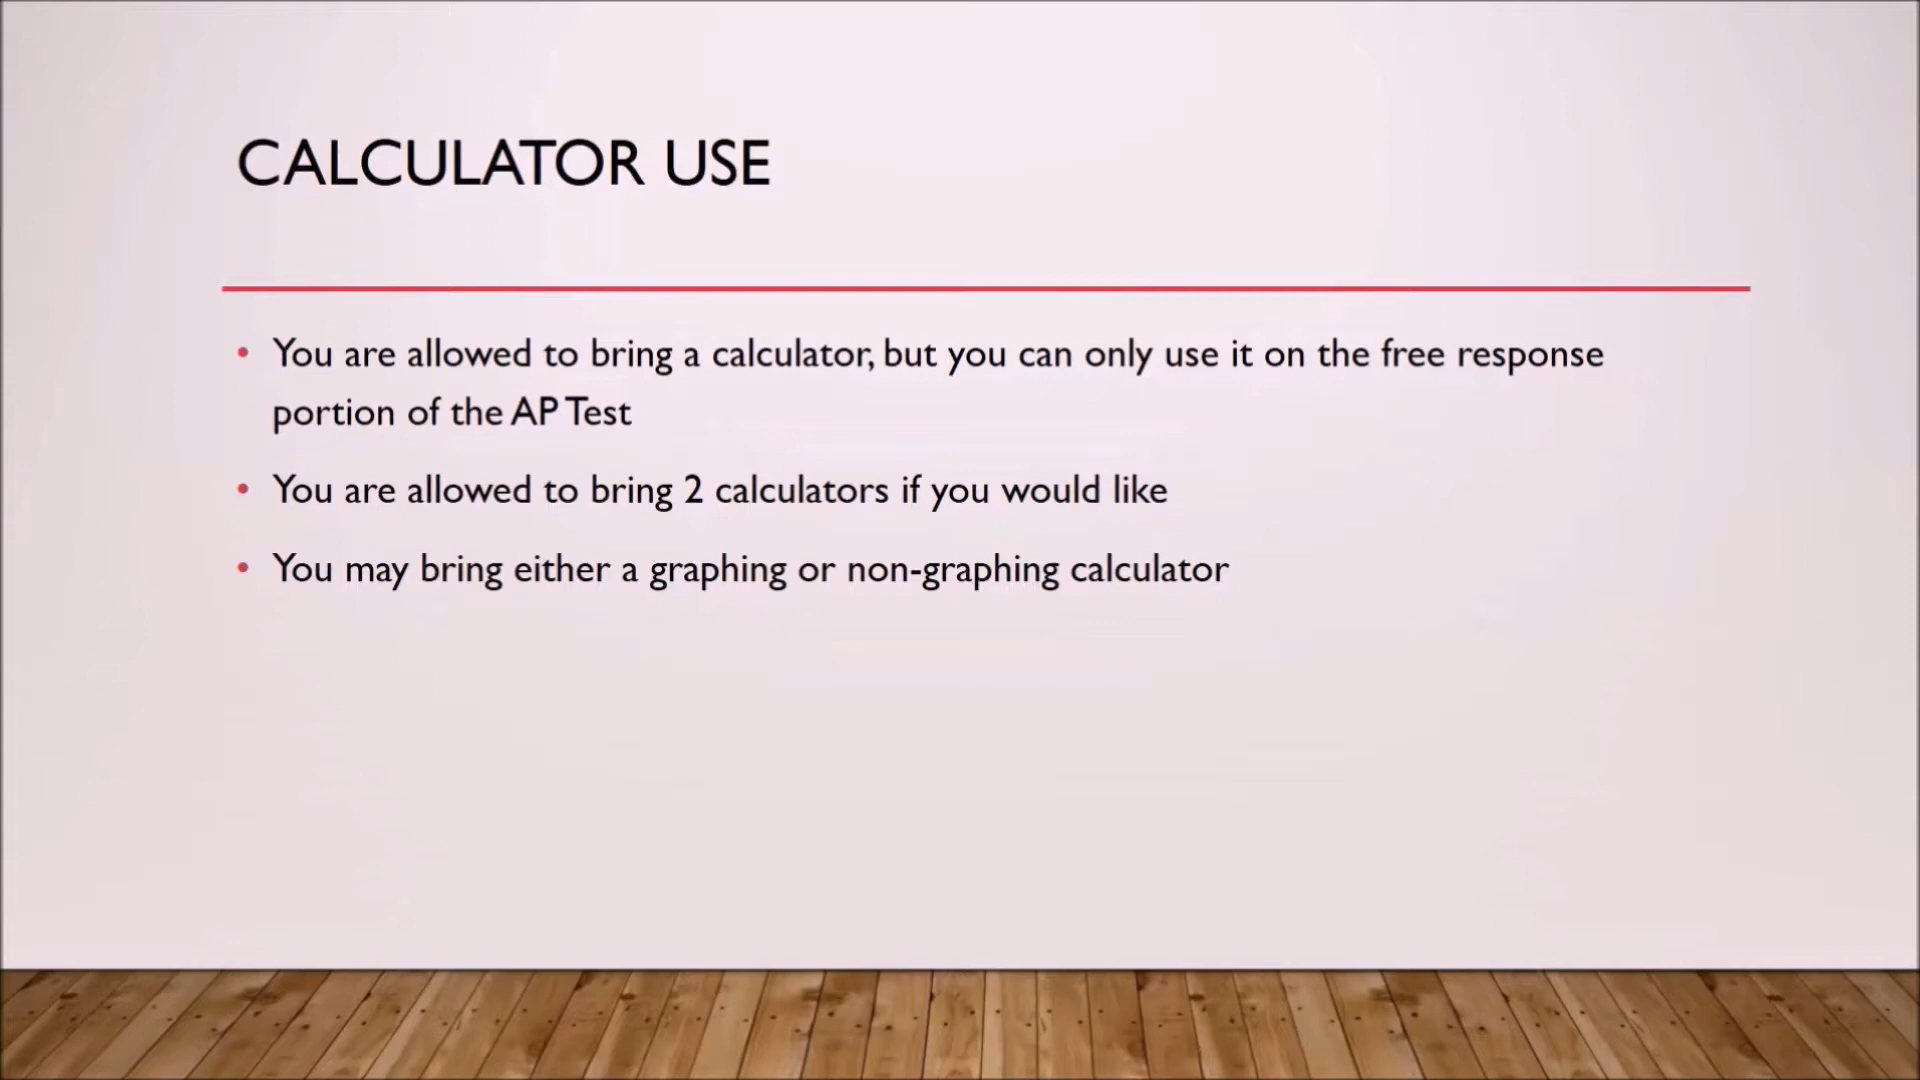 CALCULATOR USE
• You are allowed to bring a calculator, but you can only use it on the free response
portion of the AP Test
• You are allowed to bring 2 calculators if you would like
• You may bring either a graphing or non-graphing calculator